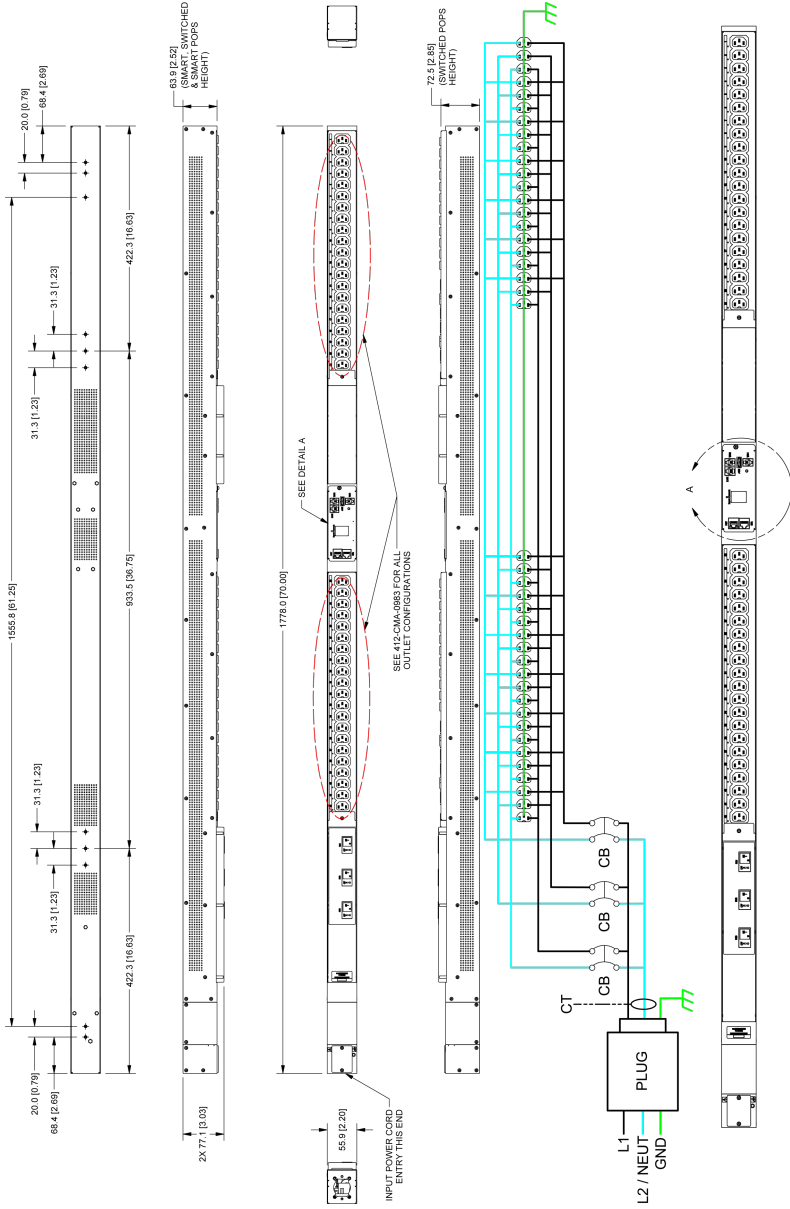 20.0 [0.79]
68.4 [2.69]
1555.8 [61.25]
31.3 [1.23]
31.3 [1.23]
31.3 [1.23]
31.3 [1.23]
422.3 [16.63]
933.5 [36.75]
422.3 [16.63]
20.0 [0.79]
68.4 [2.69]
63.9 [2.52]
(SMART, SWITCHED
& SMART POPS
HEIGHT)
2X 77.1 [3.03]
1778.0 [70.00]
SEE DETAIL A
SEE 412-CMA-0983 FOR ALL
OUTLET CONFIGURATIONS
55.9 [2.20]
INPUT POWER CORD
ENTRY THIS END
72.5 [2.85]
(SWITCHED POPS
HEIGHT)
CB
CB
CB
CT
PLUG
L1
L2 / NEUT
GND
A